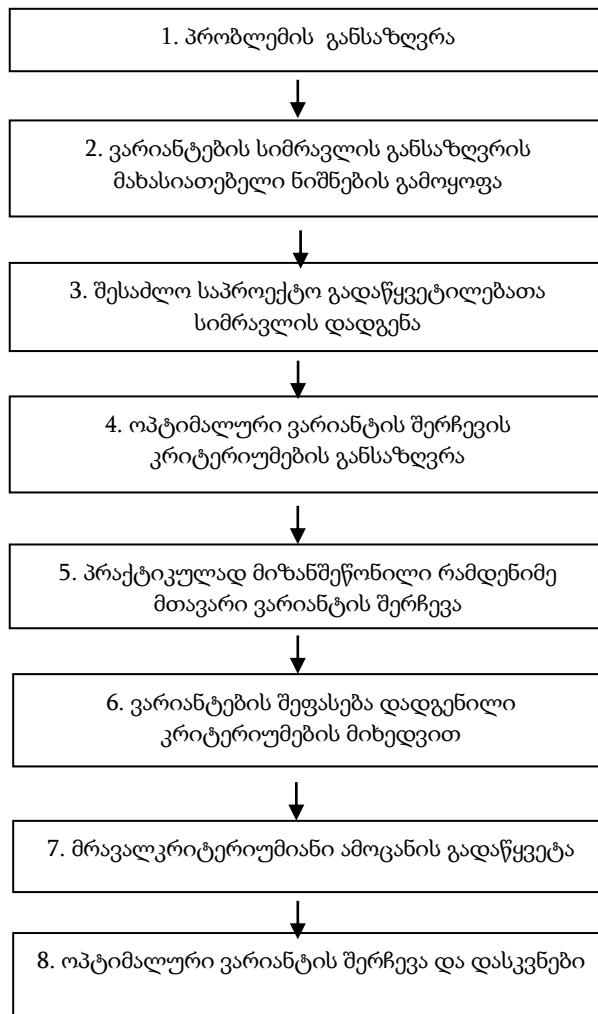 1. პრობლემის განსაზღვრა
2. ვარიანტების სიმრავლის განსაზღვრის
მახასიათებელი ნიშნების გამოყოფა
3. შესაძლო საპროექტო გადაწყვეტილებათა
სიმრავლის დადგენა
4. ოპტიმალური ვარიანტის შერჩევის
კრიტერიუმების განსაზღვრა
5. პრაქტიკულად მიზანშეწონილი რამდენიმე
მთავარი ვარიანტის შერჩევა
6. ვარიანტების შეფასება დადგენილი
კრიტერიუმების მიხედვით
7. მრავალკრიტერიუმიანი ამოცანის გადაწყვეტა
8. ოპტიმალური ვარიანტის შერჩევა და დასკვნები